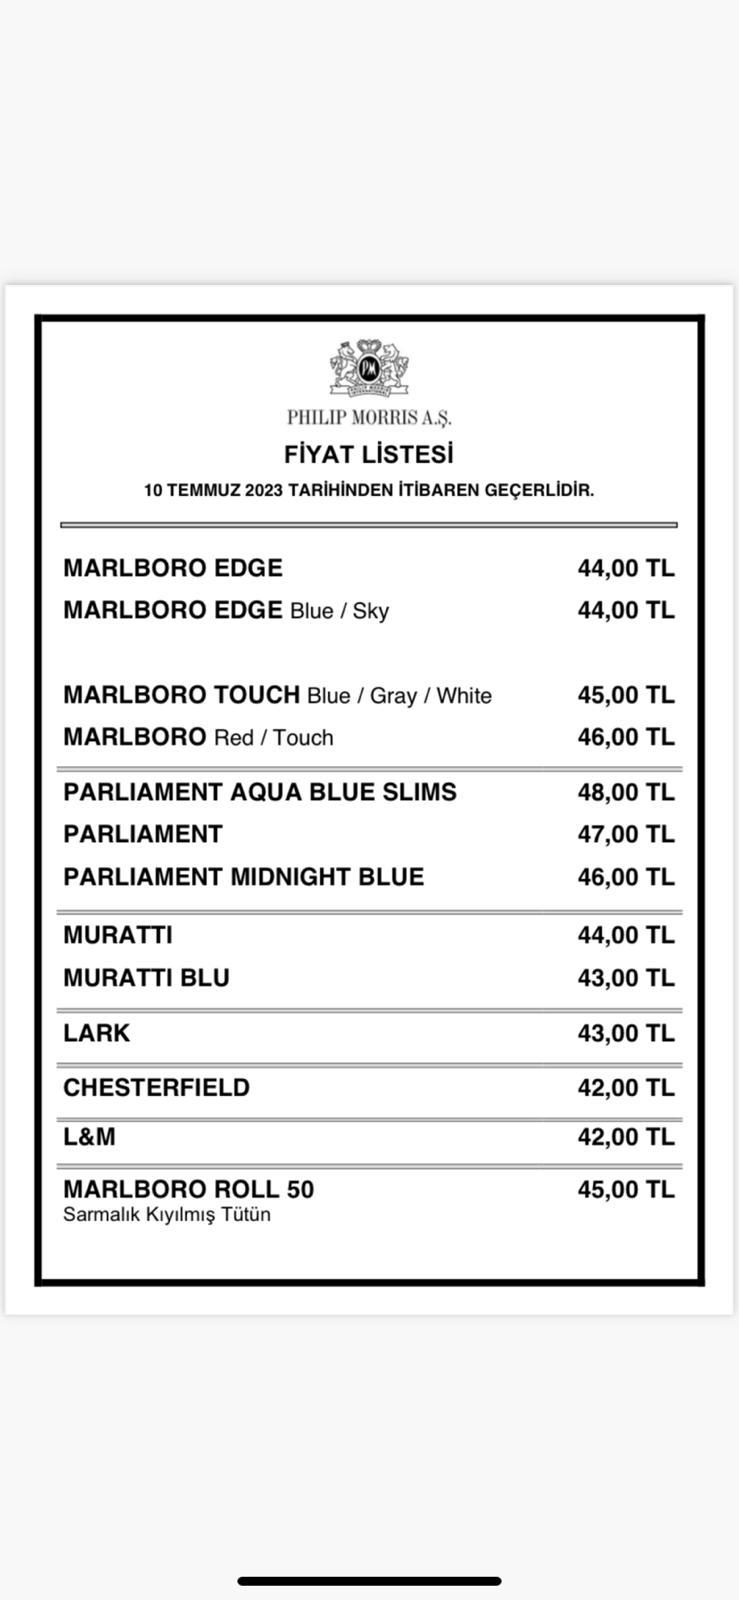 PM
PHILIP MORRIS A.Ş.
FİYAT LİSTESİ
10 TEMMUZ 2023 TARİHİNDEN İTİBAREN GEÇERLİDİR.
MARLBORO EDGE 44,00 TL
MARLBORO EDGE Blue / Sky 44,00 TL
MARLBORO TOUCH Blue / Gray / White 45,00 TL
MARLBORO Red / Touch 46,00 TL
PARLIAMENT AQUA BLUE SLIMS 48,00 TL
PARLIAMENT 47,00 TL
PARLIAMENT MIDNIGHT BLUE 46,00 TL
MURATTI 44,00 TL
MURATTI BLU 43,00 TL
LARK 43,00 TL
CHESTERFIELD 42,00 TL
L&M 42,00 TL
MARLBORO ROLL 50 45,00 TL
Sarmalık Kıyılmış Tütün